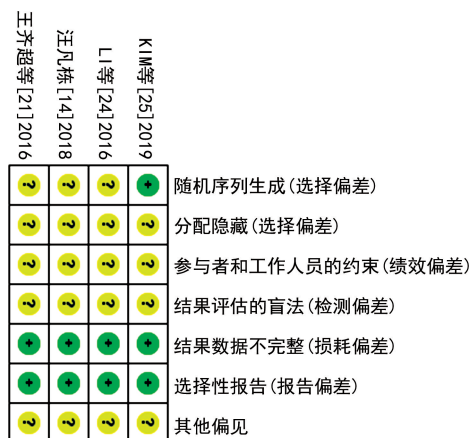 王齐超等[21]2016
汪凡栋[14]2018
LI等[24]2016
KIM等[25]2019
? ? ? + 随机序列生成(选择偏差)
? ? ? ? 分配隐藏(选择偏差)
? ? ? ? 参与者和工作人员的约束(绩效偏差)
? ? ? ? 结果评估的盲法(检测偏差)
+ + + + 结果数据不完整(损耗偏差)
+ + + + 选择性报告(报告偏差)
? ? ? ? 其他偏见